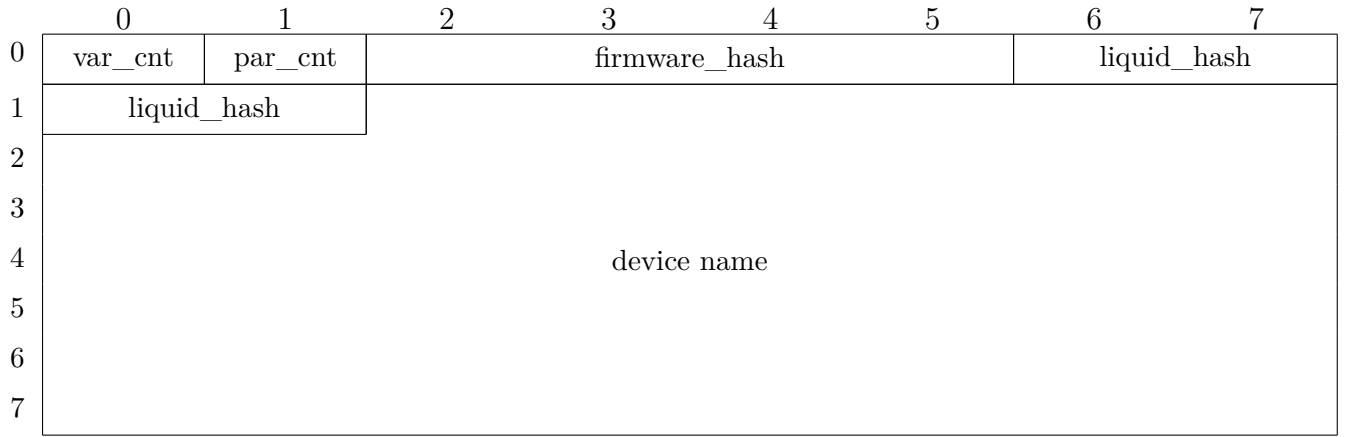 0 1 2 3 4 5 6 7
0 var_cnt par_cnt firmware_hash liquid_hash
1 liquid_hash
2
3
4 device name
5
6
7